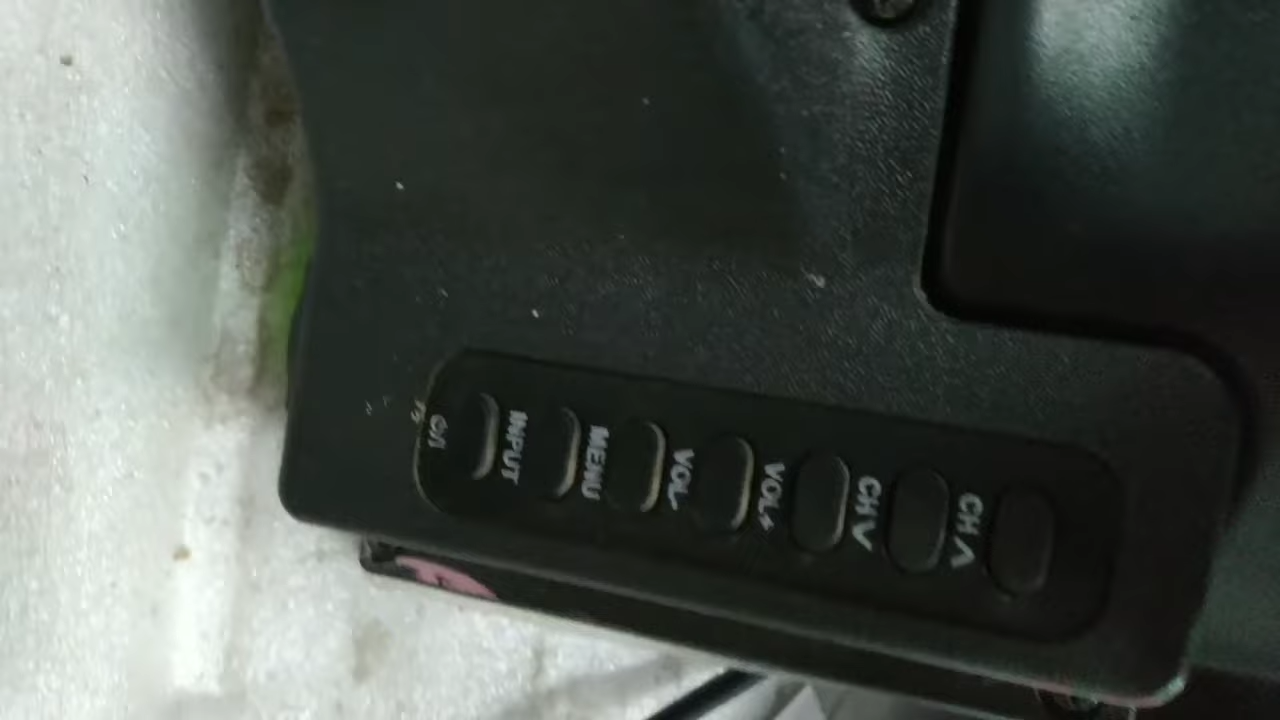 ⏻/I
INPUT
MENU
VOL-
VOL+
CH∨
CH∧